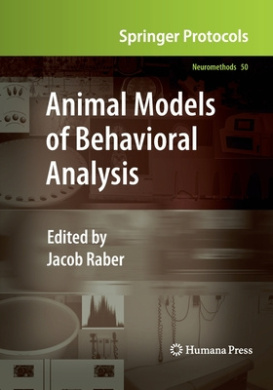 Springer Protocols
Neuromethods 50
Animal Models
of Behavioral
Analysis
Edited by
Jacob Raber
Humana Press